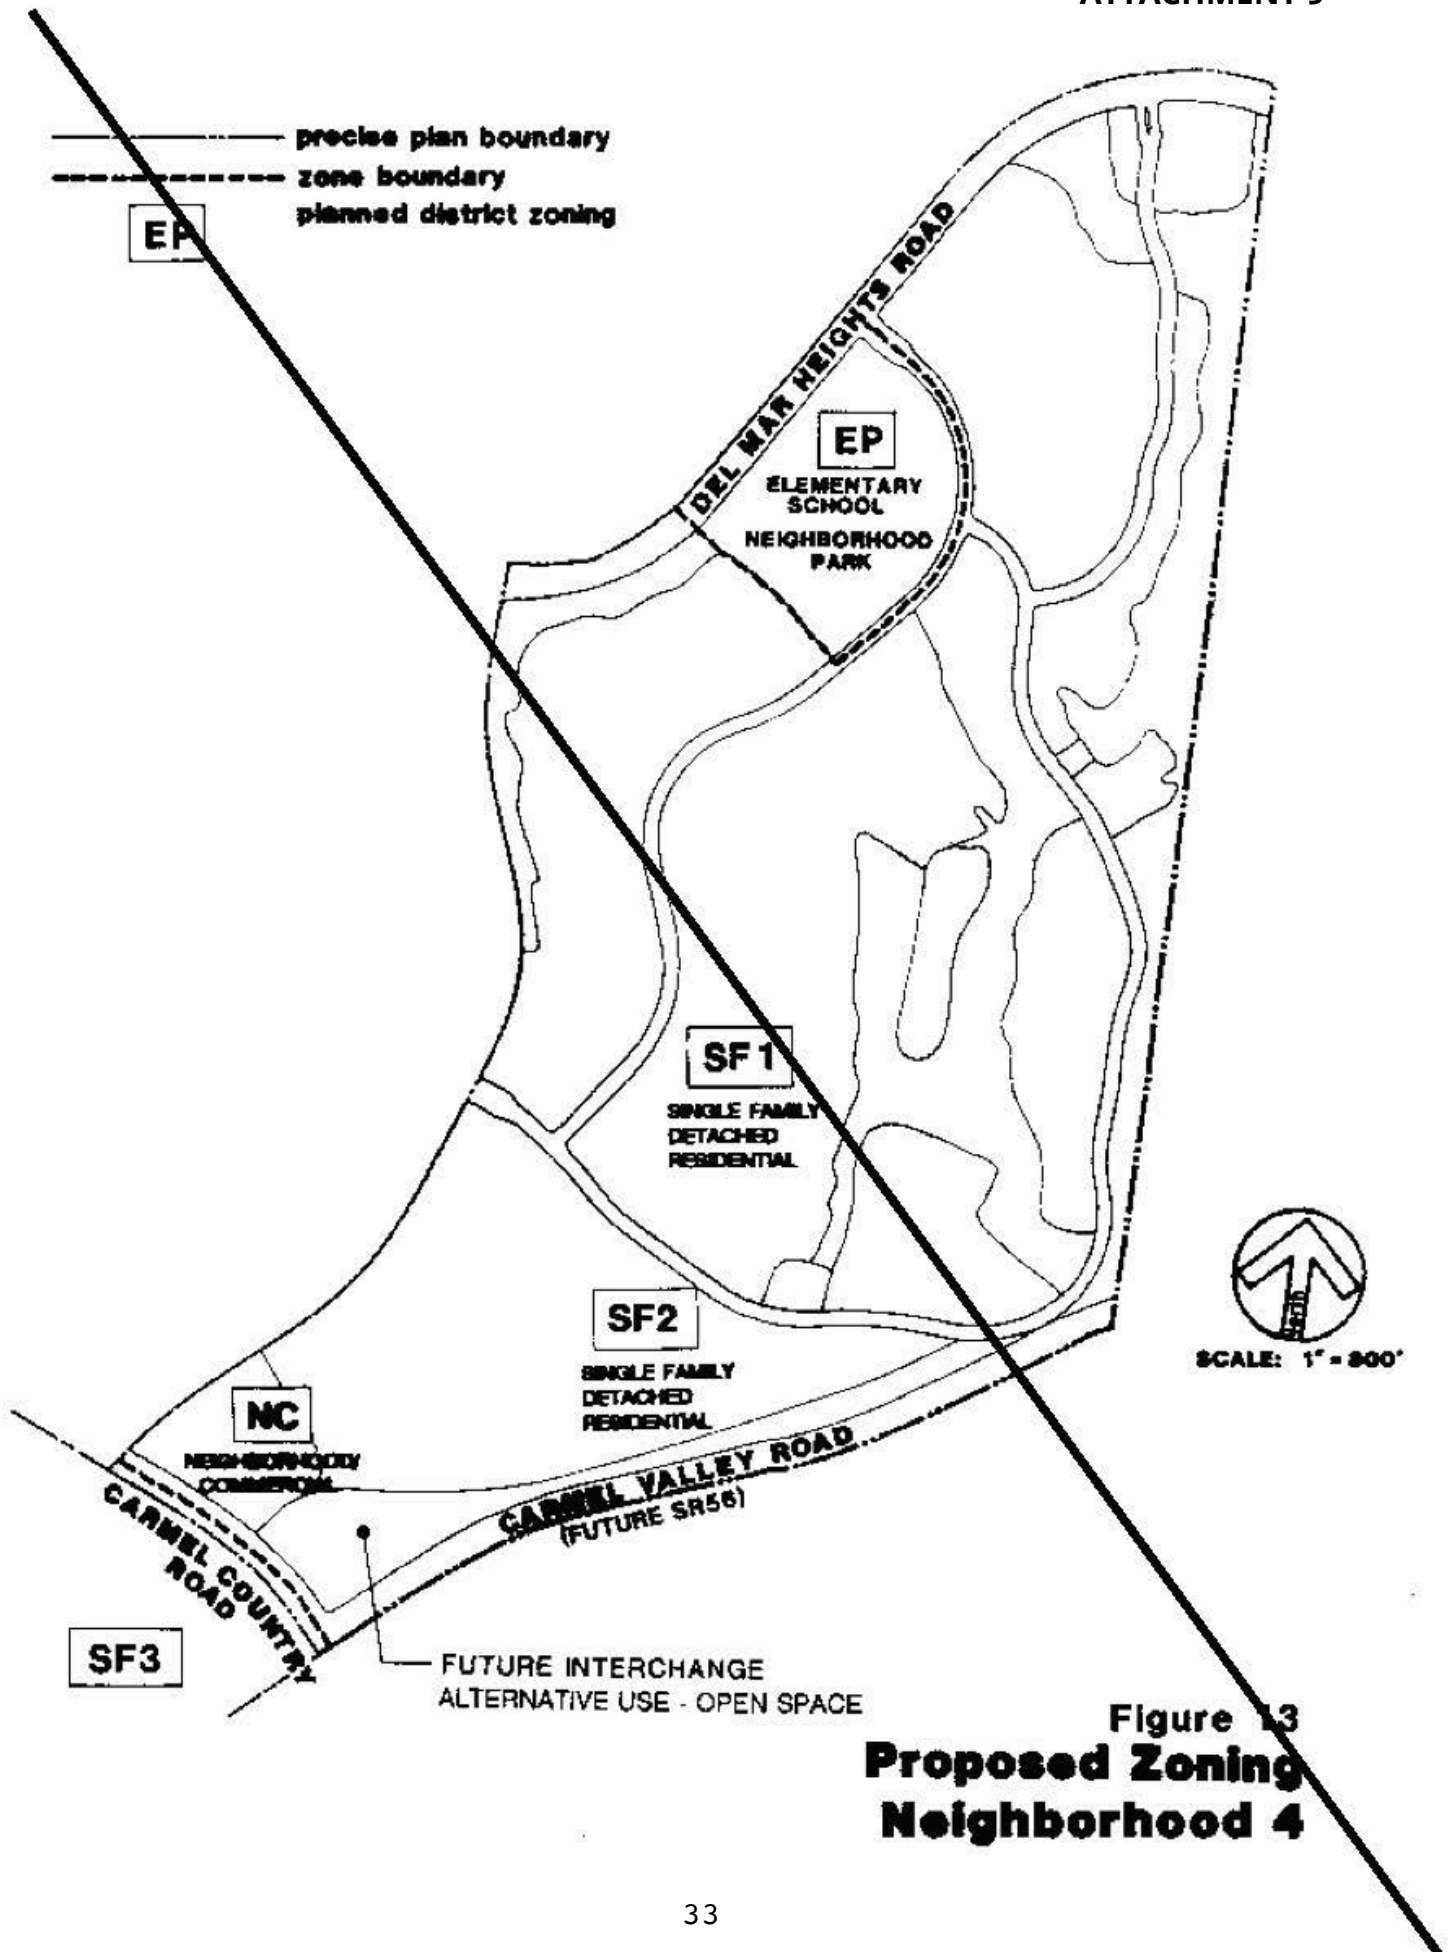 precise plan boundary
zone boundary
planned district zoning
EP
DEL MAR HEIGHTS ROAD
EP
ELEMENTARY
SCHOOL
NEIGHBORHOOD
PARK
SF1
SINGLE FAMILY
DETACHED
RESIDENTIAL
SF2
SINGLE FAMILY
DETACHED
RESIDENTIAL
North
SCALE: 1" = 800'
NC
NEIGHBORHOOD
COMMERCIAL
CARMEL VALLEY ROAD
(FUTURE SR56)
CARMEL COUNTRY
ROAD
SF3
FUTURE INTERCHANGE
ALTERNATIVE USE - OPEN SPACE
Figure 13
Proposed Zoning
Neighborhood 4
33